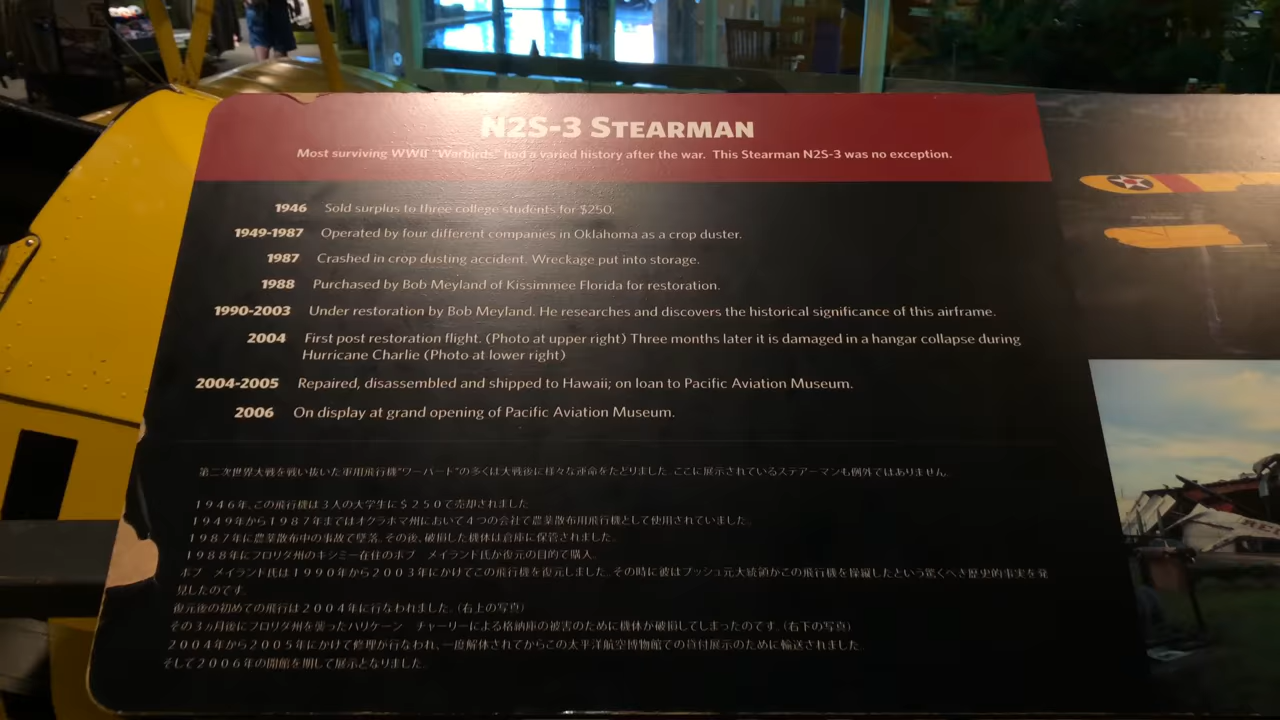 N2S-3 STEARMAN
Most surviving WWII "Warbirds" had a varied history after the war. This Stearman N2S-3 was no exception.
1946 Sold surplus to three college students for $250.
1949-1987 Operated by four different companies in Oklahoma as a crop duster.
1987 Crashed in crop dusting accident. Wreckage put into storage.
1988 Purchased by Bob Meyland of Kissimmee Florida for restoration.
1990-2003 Under restoration by Bob Meyland. He researches and discovers the historical significance of this airframe.
2004 First post restoration flight. (Photo at upper right) Three months later it is damaged in a hangar collapse during
Hurricane Charlie (Photo at lower right)
2004-2005 Repaired, disassembled and shipped to Hawaii; on loan to Pacific Aviation Museum.
2006 On display at grand opening of Pacific Aviation Museum.
第二次世界大戦を戦い抜いた軍用飛行機"ワーバード"の多くは大戦後に様々な運命をたどりました。ここに展示されているステアーマンも例外ではありません。
1946年、この飛行機は3人の大学生に$250で売却されました
1949年から1987年まではオクラホマ州において4つの会社で農薬散布用飛行機として使用されていました。
1987年に農薬散布中の事故で墜落。その後、破損した機体は倉庫に保管されました。
1988年にフロリダ州のキシミー在住のボブ メイランド氏が復元の目的で購入。
ボブ メイランド氏は1990年から2003年にかけてこの飛行機を復元しました。その時に彼はブッシュ元大統領がこの飛行機を操縦したという驚くべき歴史的事実を発
見したのです。
復元後の初めての飛行は2004年に行なわれました。(右上の写真)
その3ヵ月後にフロリダ州を襲ったハリケーン チャーリーによる格納庫の被害のために機体が破損してしまったのです。(右下の写真)
2004年から2005年にかけて修理が行なわれ、一度解体されてからこの太平洋航空博物館での貸付展示のために輸送されました。
そして2006年の開館を期して展示となりました。